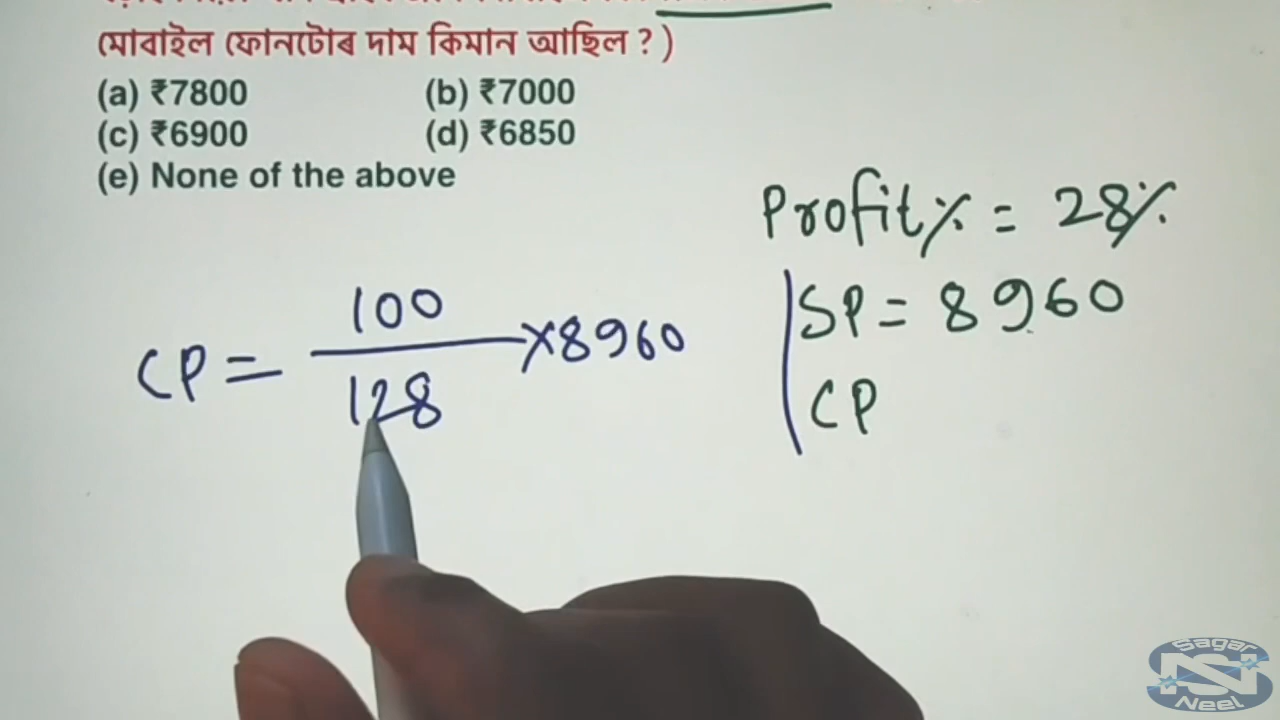 মোবাইল ফোনটোৰ দাম কিমান আছিল ? )
(a) ₹7800 (b) ₹7000
(c) ₹6900 (d) ₹6850
(e) None of the above
Profit % = 28%
SP = 8960
CP
CP = 100/128 ×8960
Sagar
NS
Neel